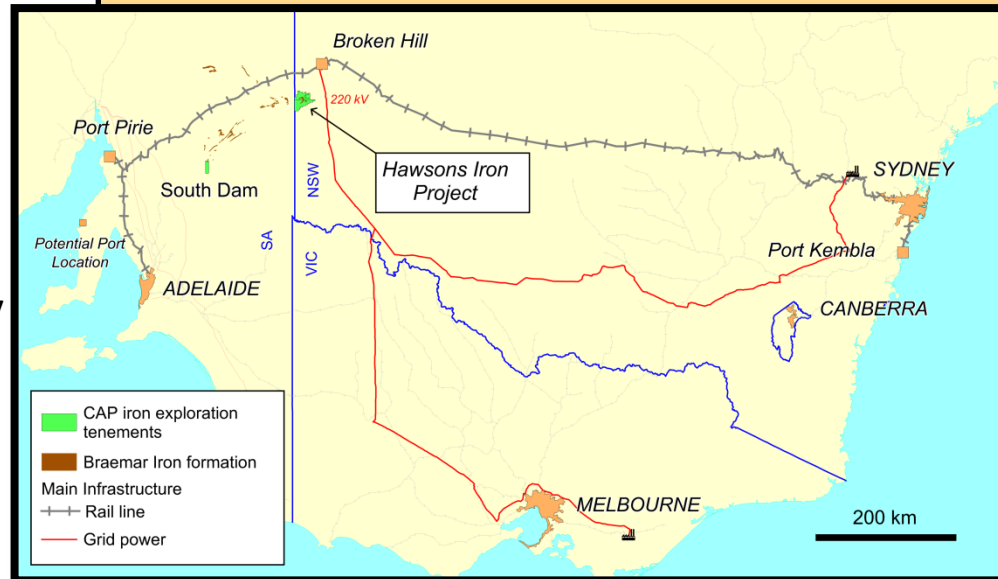 Broken Hill
220 kV
Port Pirie
Hawsons Iron
Project
SYDNEY
South Dam
NSW
Port Kembla
Potential Port
Location
SA
VIC
ADELAIDE
CANBERRA
CAP iron exploration
tenements
Braemar Iron formation
Main Infrastructure
Rail line
Grid power
MELBOURNE
200 km